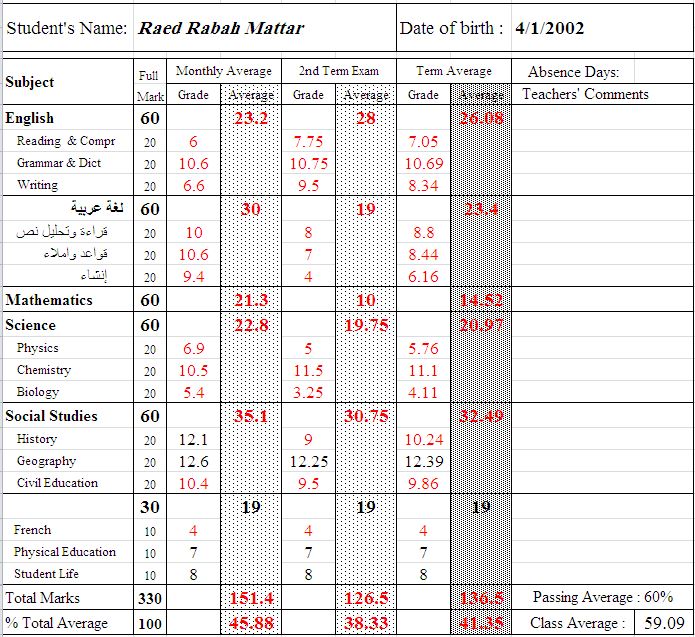 Student's Name: Raed Rabah Mattar Date of birth : 4/1/2002
Subject Full Mark Monthly Average 2nd Term Exam Term Average Absence Days:
Grade Average Grade Average Grade Average Teachers' Comments
English 60 23.2 28 26.08
Reading & Compr 20 6 7.75 7.05
Grammar & Dict 20 10.6 10.75 10.69
Writing 20 6.6 9.5 8.34
لغة عربية 60 30 19 23.4
قراءة وتحليل نص 20 10 8 8.8
قواعد واملاء 20 10.6 7 8.44
إنشاء 20 9.4 4 6.16
Mathematics 60 21.3 10 14.52
Science 60 22.8 19.75 20.97
Physics 20 6.9 5 5.76
Chemistry 20 10.5 11.5 11.1
Biology 20 5.4 3.25 4.11
Social Studies 60 35.1 30.75 32.49
History 20 12.1 9 10.24
Geography 20 12.6 12.25 12.39
Civil Education 20 10.4 9.5 9.86
30 19 19 19
French 10 4 4 4
Physical Education 10 7 7 7
Student Life 10 8 8 8
Total Marks 330 151.4 126.5 136.5 Passing Average : 60%
% Total Average 100 45.88 38.33 41.35 Class Average : 59.09